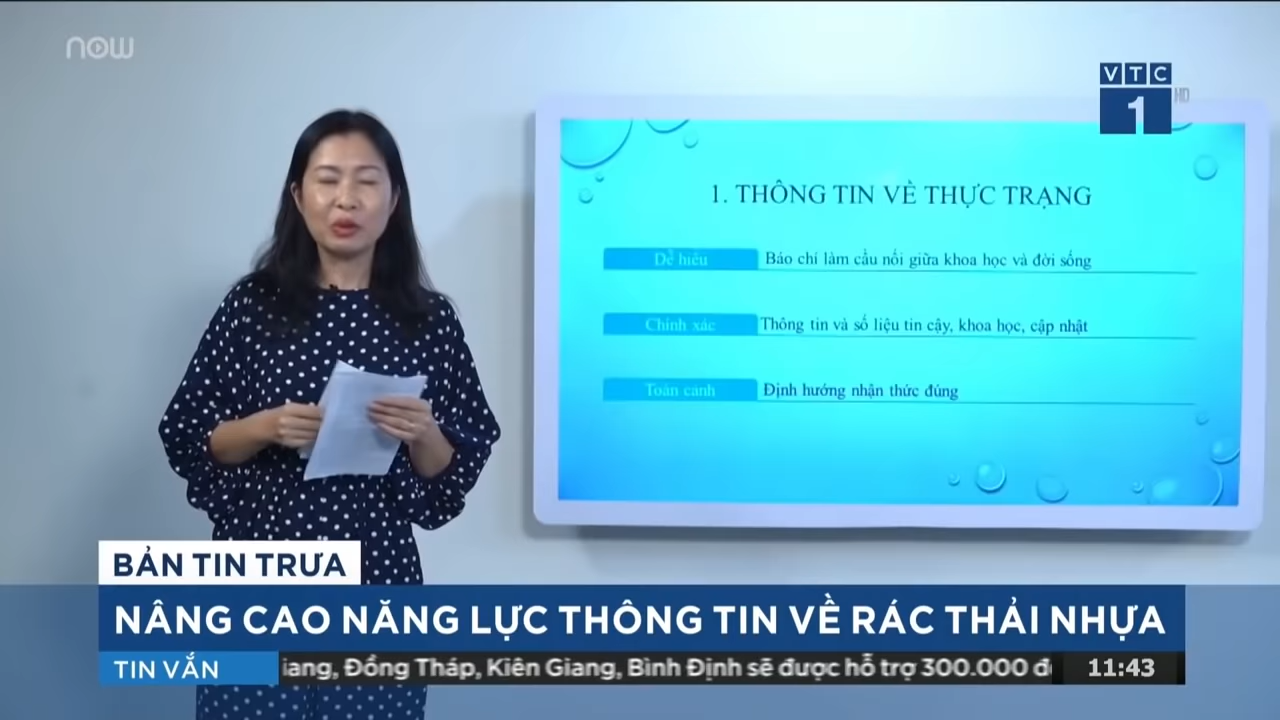 now
VTC
1 HD
1. THÔNG TIN VỀ THỰC TRẠNG
Dễ hiểu Báo chí làm cầu nối giữa khoa học và đời sống
Chính xác Thông tin và số liệu tin cậy, khoa học, cập nhật
Toàn cảnh Định hướng nhận thức đúng
BẢN TIN TRƯA
NÂNG CAO NĂNG LỰC THÔNG TIN VỀ RÁC THẢI NHỰA
TIN VẮN iang, Đồng Tháp, Kiên Giang, Bình Định sẽ được hỗ trợ 300.000 đ 11:43